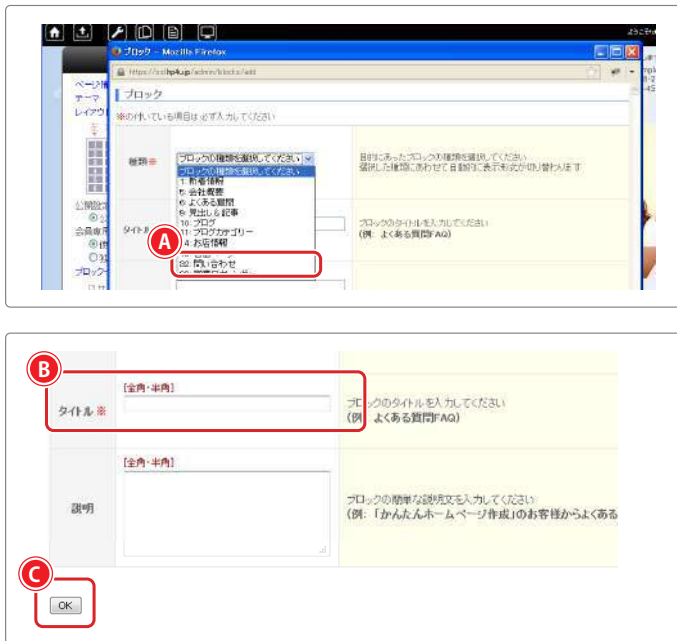 ようこそ
ブロック - Mozilla Firefox
ブロック
※の付いている項目は必ず入力してください
ページ
テーマ
レイアウ
種類※
ブロックの種類を選択してください
ブロックの種類を選択してください
1: 新着情報
5: 会社概要
6: よくある質問
9: 見出し&記事
10: ブログ
11: ブログカテゴリー
4: お店情報
32: 問い合わせ
目的にあったブロックの種類を選択してください
選択した種類にあわせて自動的に表示形式が切り替わります
公開設定
会員専用
ブロック
タイトル
A
ブロックのタイトルを入力してください
(例: よくある質問FAQ)
B
タイトル ※
[全角・半角]
ブロックのタイトルを入力してください
(例: よくある質問FAQ)
説明
[全角・半角]
ブロックの簡単な説明文を入力してください
(例: 「かんたんホームページ作成」のお客様からよくある
C
OK